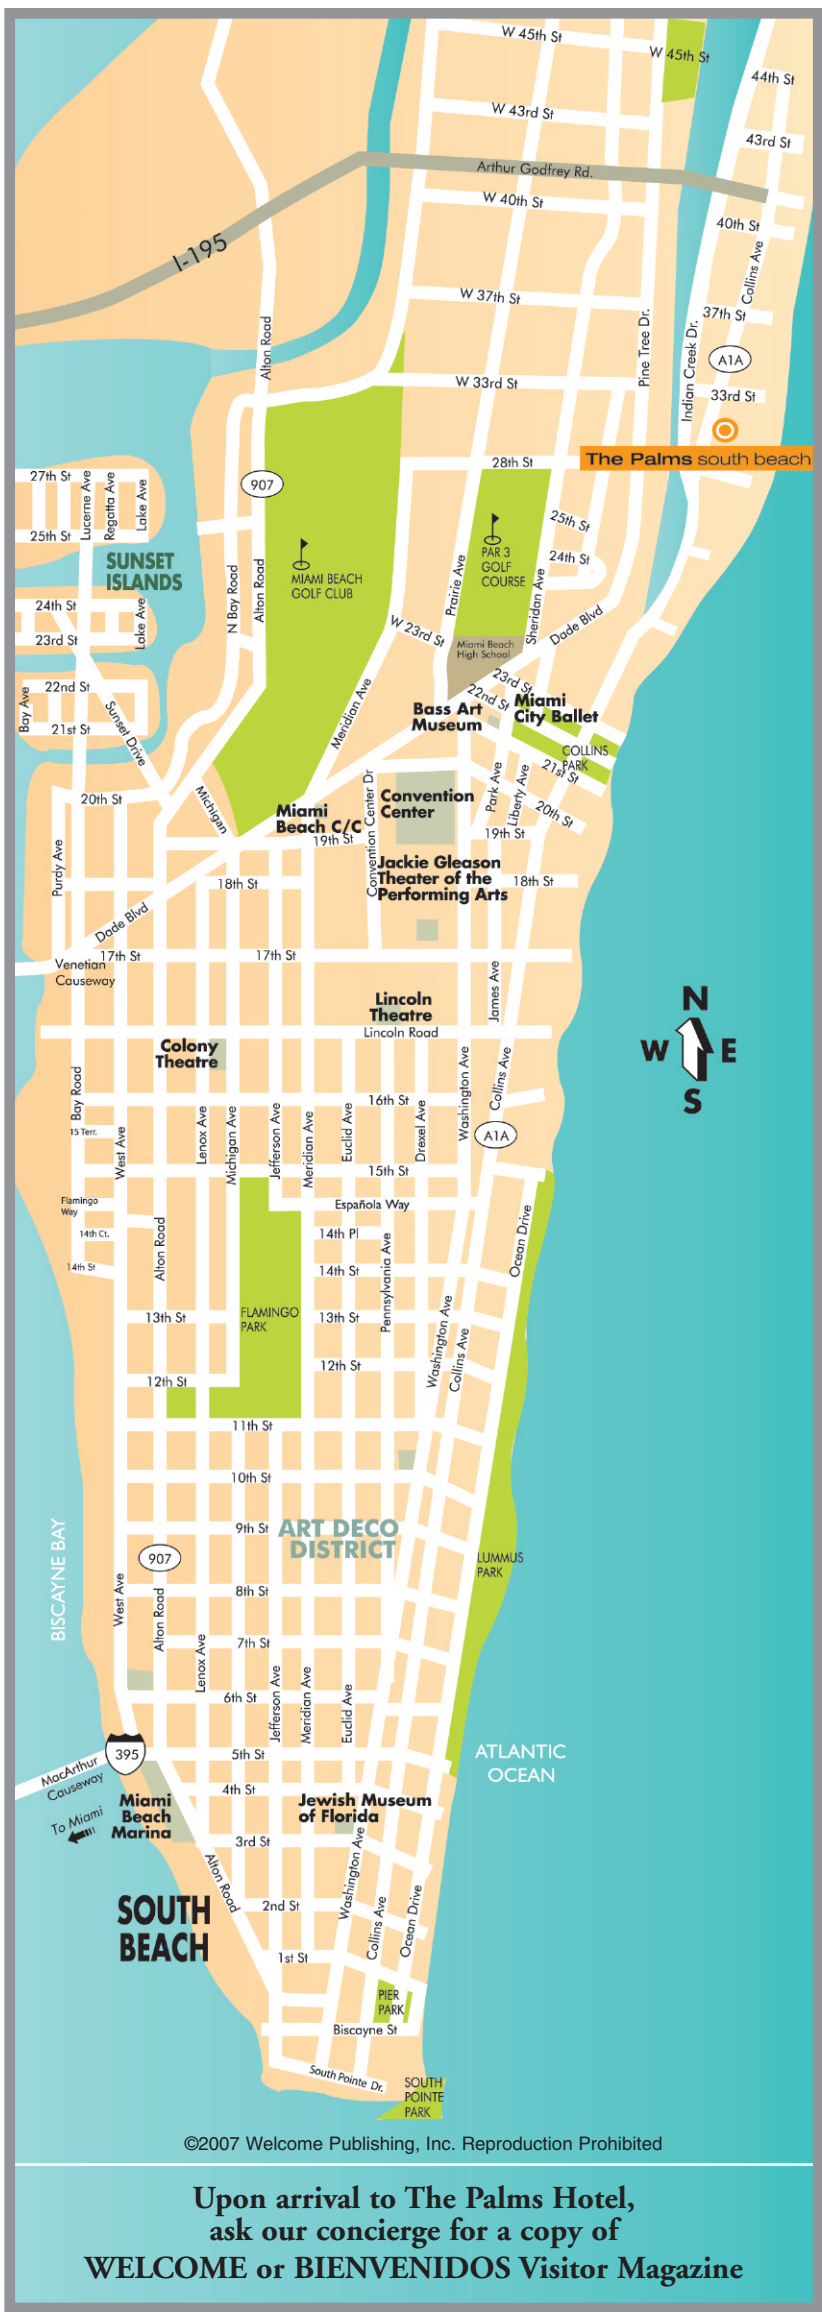 W 45th St
W 45th St
44th St
W 43rd St
43rd St
Arthur Godfrey Rd.
W 40th St
40th St
I-195
Collins Ave
W 37th St
37th St
Alton Road
Pine Tree Dr.
Indian Creek Dr.
A1A
W 33rd St
33rd St
28th St
The Palms south beach
27th St
Lucerne Ave
Regatta Ave
Lake Ave
907
25th St
25th St
SUNSET
ISLANDS
MIAMI BEACH
GOLF CLUB
PAR 3
GOLF
COURSE
24th St
24th St
23rd St
Lake Ave
N Bay Road
Alton Road
Prairie Ave
Sheridan Ave
Dade Blvd
W 23rd St
Miami Beach
High School
22nd St
Bay Ave
21st St
Sunset Drive
Meridian Ave
23rd St
22nd St
Miami
City Ballet
Bass Art
Museum
COLLINS
PARK
21st St
20th St
Michigan
Miami
Beach C/C
Convention Center Dr
Convention
Center
Park Ave
Liberty Ave
20th St
19th St
19th St
Purdy Ave
Jackie Gleason
Theater of the
Performing Arts
18th St
18th St
Dade Blvd
17th St
17th St
Venetian
Causeway
James Ave
Lincoln
Theatre
Lincoln Road
Colony
Theatre
N
W
E
S
Bay Road
16th St
Washington Ave
Collins Ave
15 Terr.
West Ave
Lenox Ave
Michigan Ave
Jefferson Ave
Meridian Ave
Euclid Ave
Drexel Ave
A1A
15th St
Flamingo
Way
Española Way
14th Ct.
14th Pl
Alton Road
Pennsylvania Ave
Ocean Drive
14th St
14th St
13th St
FLAMINGO
PARK
13th St
Washington Ave
Collins Ave
12th St
12th St
11th St
10th St
9th St
ART DECO
DISTRICT
BISCAYNE BAY
907
LUMMUS
PARK
West Ave
Alton Road
8th St
7th St
Lenox Ave
6th St
Jefferson Ave
Meridian Ave
Euclid Ave
395
5th St
ATLANTIC
OCEAN
MacArthur
Causeway
To Miami
4th St
Miami
Beach
Marina
Jewish Museum
of Florida
3rd St
Alton Road
Washington Ave
Collins Ave
Ocean Drive
SOUTH
BEACH
2nd St
1st St
PIER
PARK
Biscayne St
South Pointe Dr.
SOUTH
POINTE
PARK
©2007 Welcome Publishing, Inc. Reproduction Prohibited
Upon arrival to The Palms Hotel,
ask our concierge for a copy of
WELCOME or BIENVENIDOS Visitor Magazine